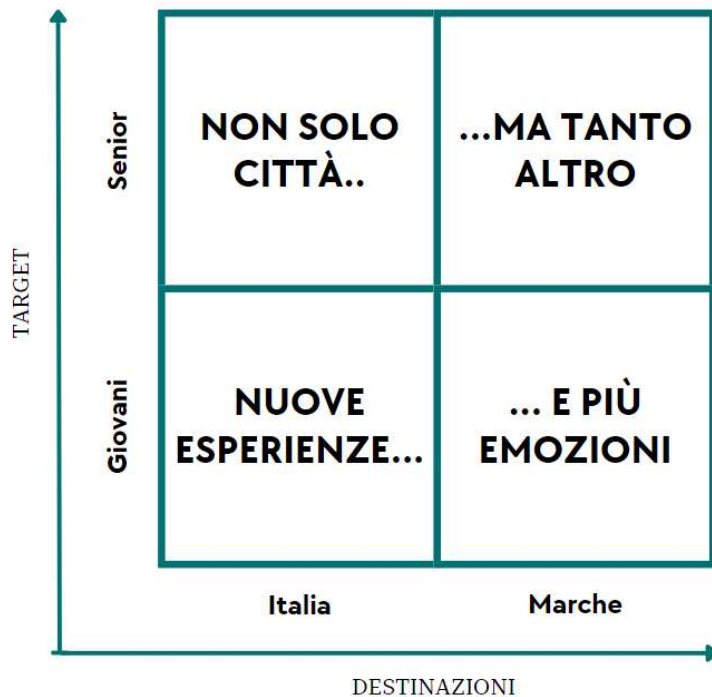 NON SOLO
CITTÀ..
...MA TANTO
ALTRO
Senior
TARGET
Giovani
NUOVE
ESPERIENZE...
... E PIÙ
EMOZIONI
Italia
Marche
DESTINAZIONI